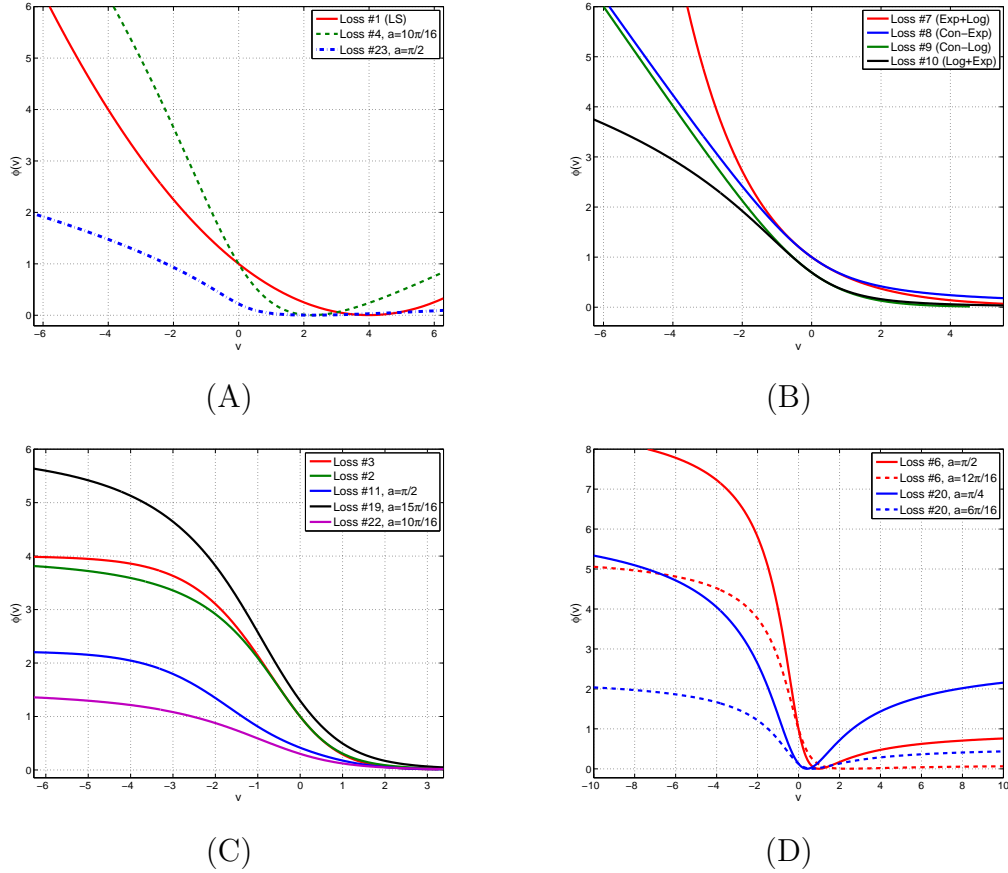 6
5
4
3
2
1
0
φ(v)
−6 −4 −2 0 2 4 6
v
Loss #1 (LS)
Loss #4, a=10π/16
Loss #23, a=π/2
(A)
6
5
4
3
2
1
0
φ(v)
−6 −4 −2 0 2 4
v
Loss #7 (Exp+Log)
Loss #8 (Con−Exp)
Loss #9 (Con−Log)
Loss #10 (Log+Exp)
(B)
6
5
4
3
2
1
0
φ(v)
−6 −5 −4 −3 −2 −1 0 1 2 3
v
Loss #3
Loss #2
Loss #11, a=π/2
Loss #19, a=15π/16
Loss #22, a=10π/16
(C)
8
7
6
5
4
3
2
1
0
φ(v)
−10 −8 −6 −4 −2 0 2 4 6 8 10
v
Loss #6, a=π/2
Loss #6, a=12π/16
Loss #20, a=π/4
Loss #20, a=6π/16
(D)